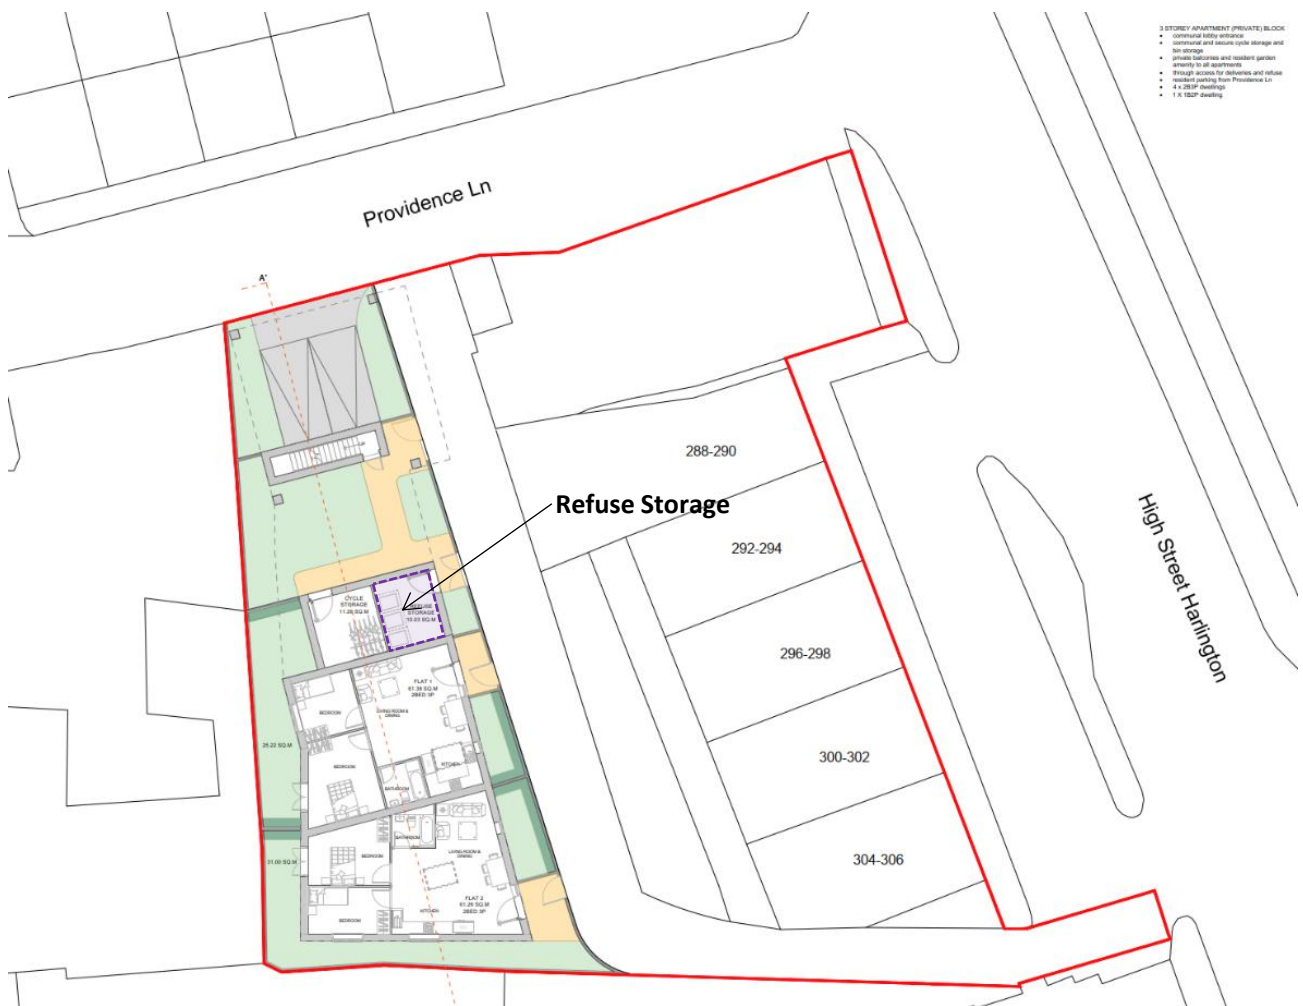 3 STOREY APARTMENT (PRIVATE) BLOCK
• communal lobby entrance
• communal and secure cycle storage and
bin storage
• private balconies and resident garden
amenity to all apartments
• through access for deliveries and refuse
• resident parking from Providence Ln
• 4 x 2B3P dwellings
• 1 X 1B2P dwelling
Providence Ln
A'
288-290
Refuse Storage
292-294
High Street Harlington
CYCLE
STORAGE
11.28 SQ.M
REFUSE
STORAGE
10.03 SQ.M
296-298
FLAT 1
61.38 SQ.M
2BED 3P
BEDROOM
LIVING ROOM &
DINING
25.22 SQ.M
300-302
BEDROOM
KITCHEN
BATHROOM
BATHROOM
LIVING ROOM &
DINING
31.09 SQ.M
BEDROOM
304-306
FLAT 2
61.26 SQ.M
2BED 3P
BEDROOM
KITCHEN